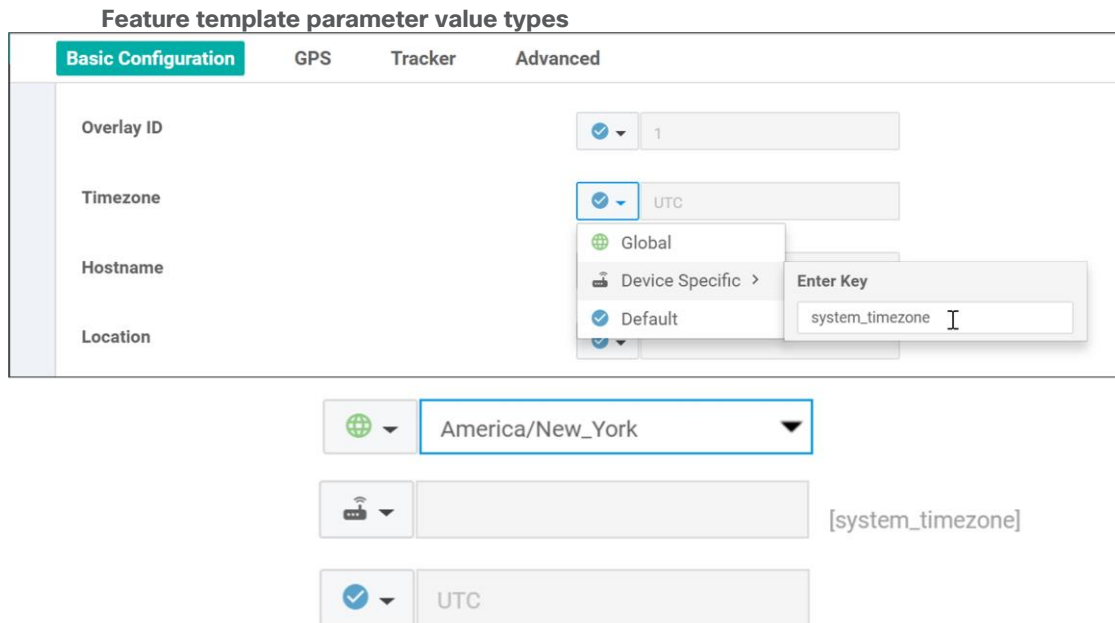 Feature template parameter value types
Basic Configuration GPS Tracker Advanced
Overlay ID 1
Timezone UTC
Global
Hostname
Device Specific > Enter Key
system_timezone
Default
Location
America/New_York
[system_timezone]
UTC